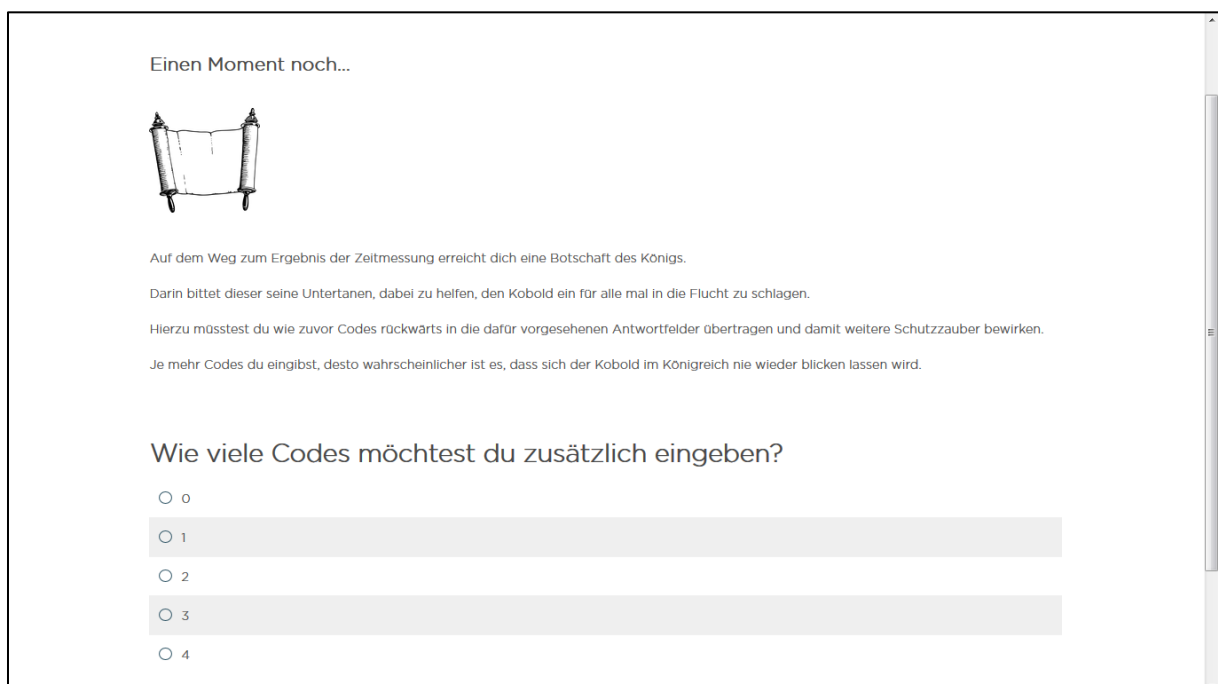 Einen Moment noch...
Auf dem Weg zum Ergebnis der Zeitmessung erreicht dich eine Botschaft des Königs.
Darin bittet dieser seine Untertanen, dabei zu helfen, den Kobold ein für alle mal in die Flucht zu schlagen.
Hierzu müsstest du wie zuvor Codes rückwärts in die dafür vorgesehenen Antwortfelder übertragen und damit weitere Schutzzauber bewirken.
Je mehr Codes du eingibst, desto wahrscheinlicher ist es, dass sich der Kobold im Königreich nie wieder blicken lassen wird.
Wie viele Codes möchtest du zusätzlich eingeben?
0
1
2
3
4